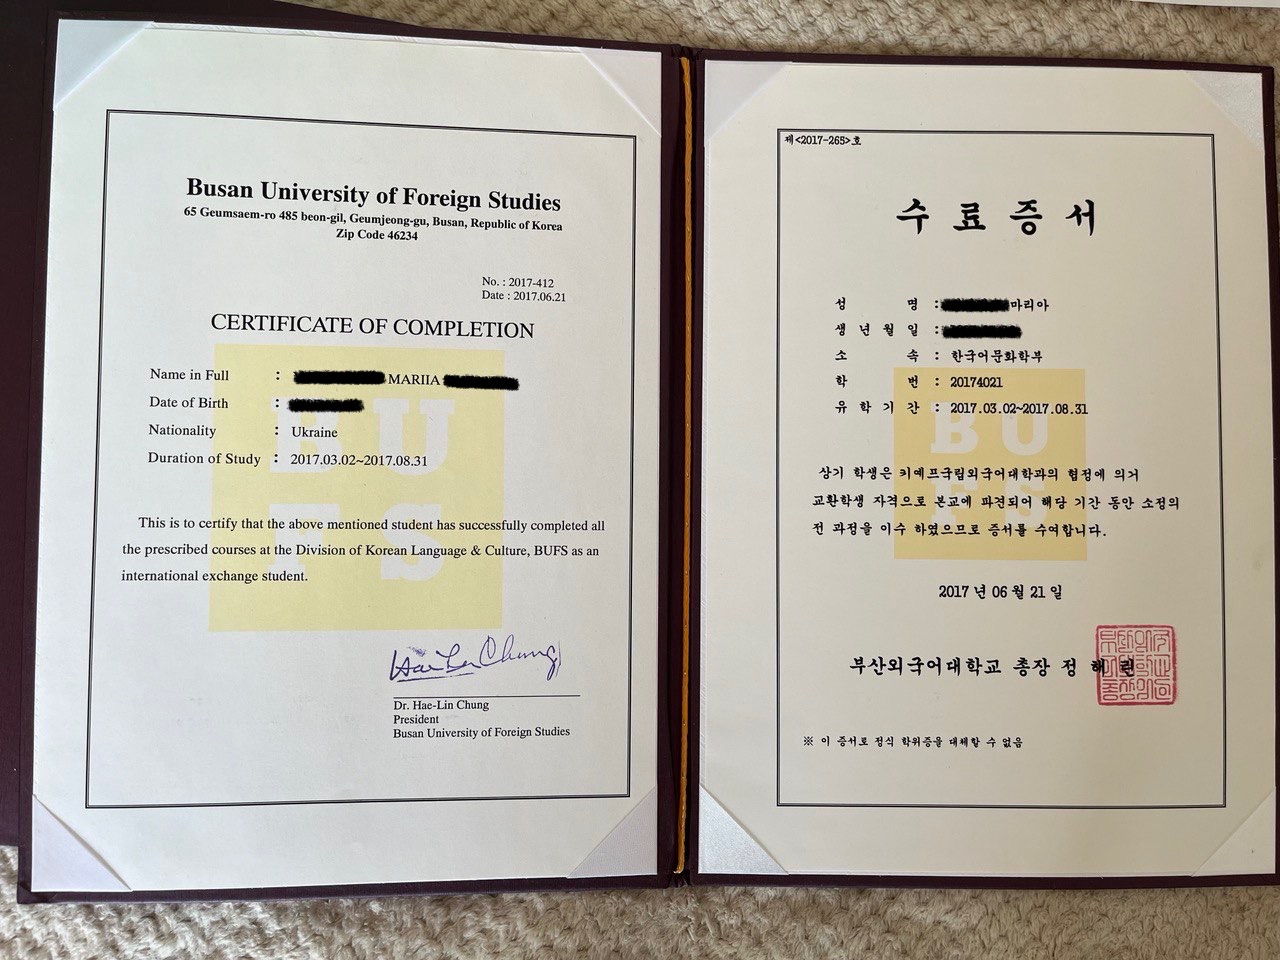 Busan University of Foreign Studies
65 Geumsaem-ro 485 beon-gil, Geumjeong-gu, Busan, Republic of Korea
Zip Code 46234
No. : 2017-412
Date : 2017.06.21
CERTIFICATE OF COMPLETION
Name in Full : MARIIA
Date of Birth :
Nationality : Ukraine
Duration of Study : 2017.03.02~2017.08.31
This is to certify that the above mentioned student has successfully completed all
the prescribed courses at the Division of Korean Language & Culture, BUFS as an
international exchange student.
BU
FS
Hae-Lin Chung
Dr. Hae-Lin Chung
President
Busan University of Foreign Studies
제<2017-265>호
수료증서
성 명 : 마리아
생년월일 :
소 속 : 한국어문화학부
학 번 : 20174021
유학기간 : 2017.03.02~2017.08.31
상기 학생은 키예프국립외국어대학과의 협정에 의거
교환학생 자격으로 본교에 파견되어 해당 기간 동안 소정의
전 과정을 이수 하였으므로 증서를 수여합니다.
BU
FS
2017 년 06 월 21 일
부산외국어대학교 총장 정 해 린
※ 이 증서로 정식 학위증을 대체할 수 없음